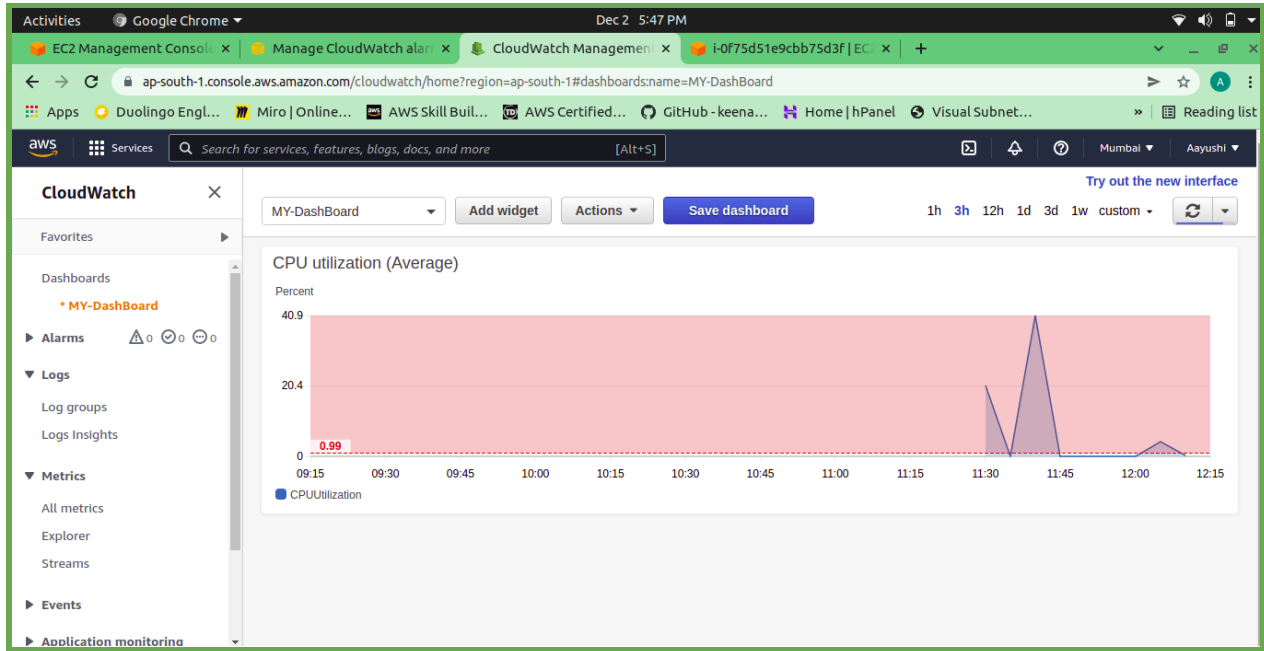 Activities Google Chrome Dec 2 5:47 PM
EC2 Management Console Manage CloudWatch alar CloudWatch Management i-0f75d51e9cbb75d3f | EC2
ap-south-1.console.aws.amazon.com/cloudwatch/home?region=ap-south-1#dashboards:name=MY-DashBoard A
Apps Duolingo Engl... Miro | Online... AWS Skill Buil... AWS Certified... GitHub - keena... Home | hPanel Visual Subnet... » Reading list
aws Services Search for services, features, blogs, docs, and more [Alt+S] Mumbai Aayushi
CloudWatch
Try out the new interface
MY-DashBoard Add widget Actions Save dashboard 1h 3h 12h 1d 3d 1w custom
Favorites
Dashboards
* MY-DashBoard
Alarms 0 0 0
Logs
Log groups
Logs Insights
Metrics
All metrics
Explorer
Streams
Events
Application monitoring
CPU utilization (Average)
Percent
40.9
20.4
0.99
0
09:15 09:30 09:45 10:00 10:15 10:30 10:45 11:00 11:15 11:30 11:45 12:00 12:15
CPUUtilization